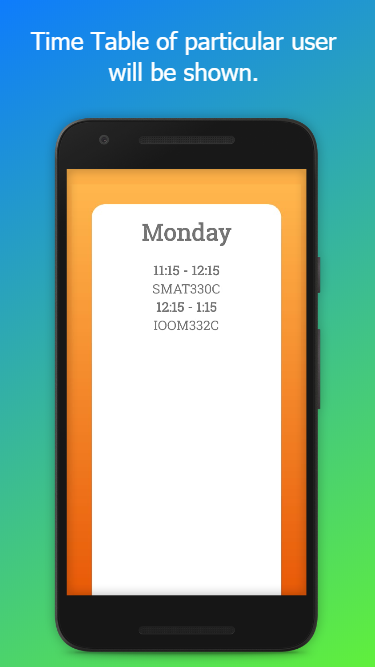 Time Table of particular user
will be shown.
Monday
11:15 - 12:15
SMAT330C
12:15 - 1:15
IOOM332C